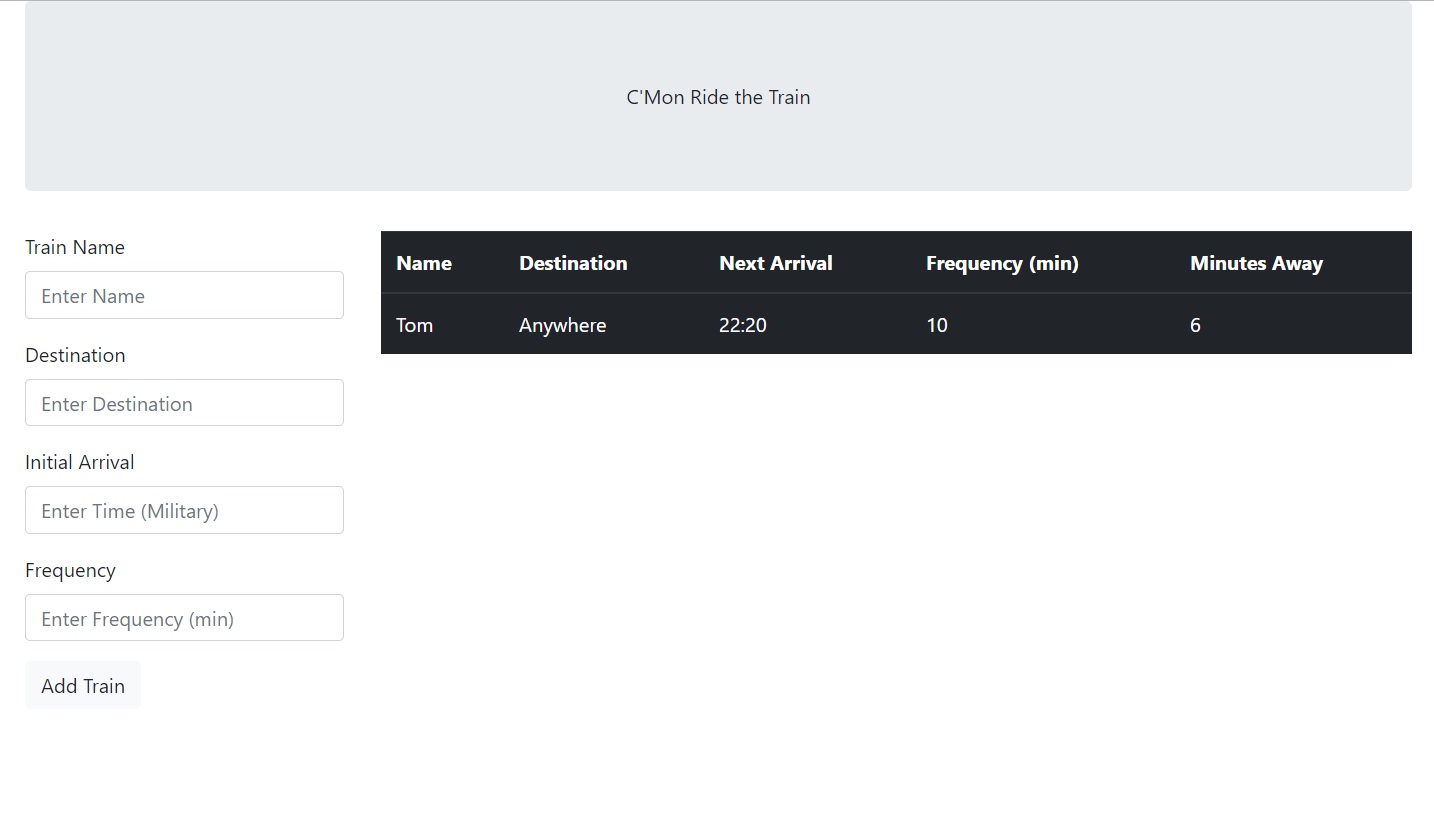 C'Mon Ride the Train
Train Name
Enter Name
Destination
Enter Destination
Initial Arrival
Enter Time (Military)
Frequency
Enter Frequency (min)
Add Train
Name Destination Next Arrival Frequency (min) Minutes Away
Tom Anywhere 22:20 10 6